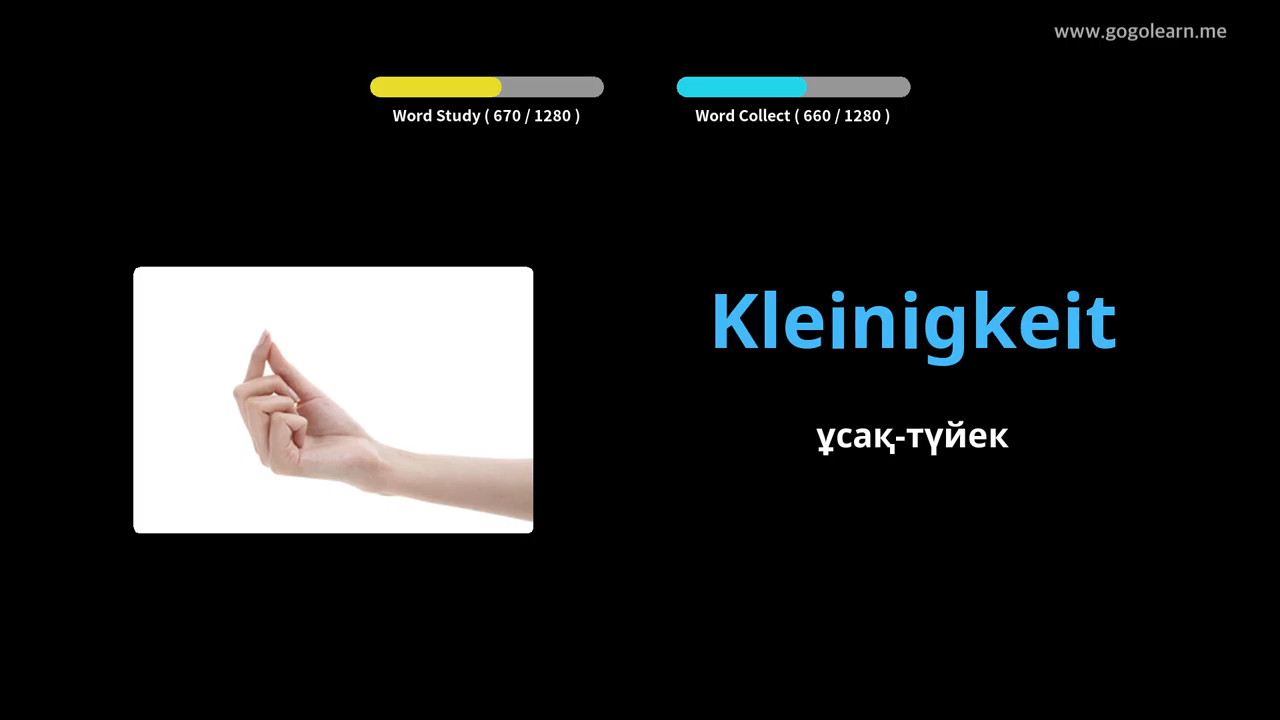 www.gogolearn.me
Word Study ( 670 / 1280 )
Word Collect ( 660 / 1280 )
Kleinigkeit
ұсақ-түйек